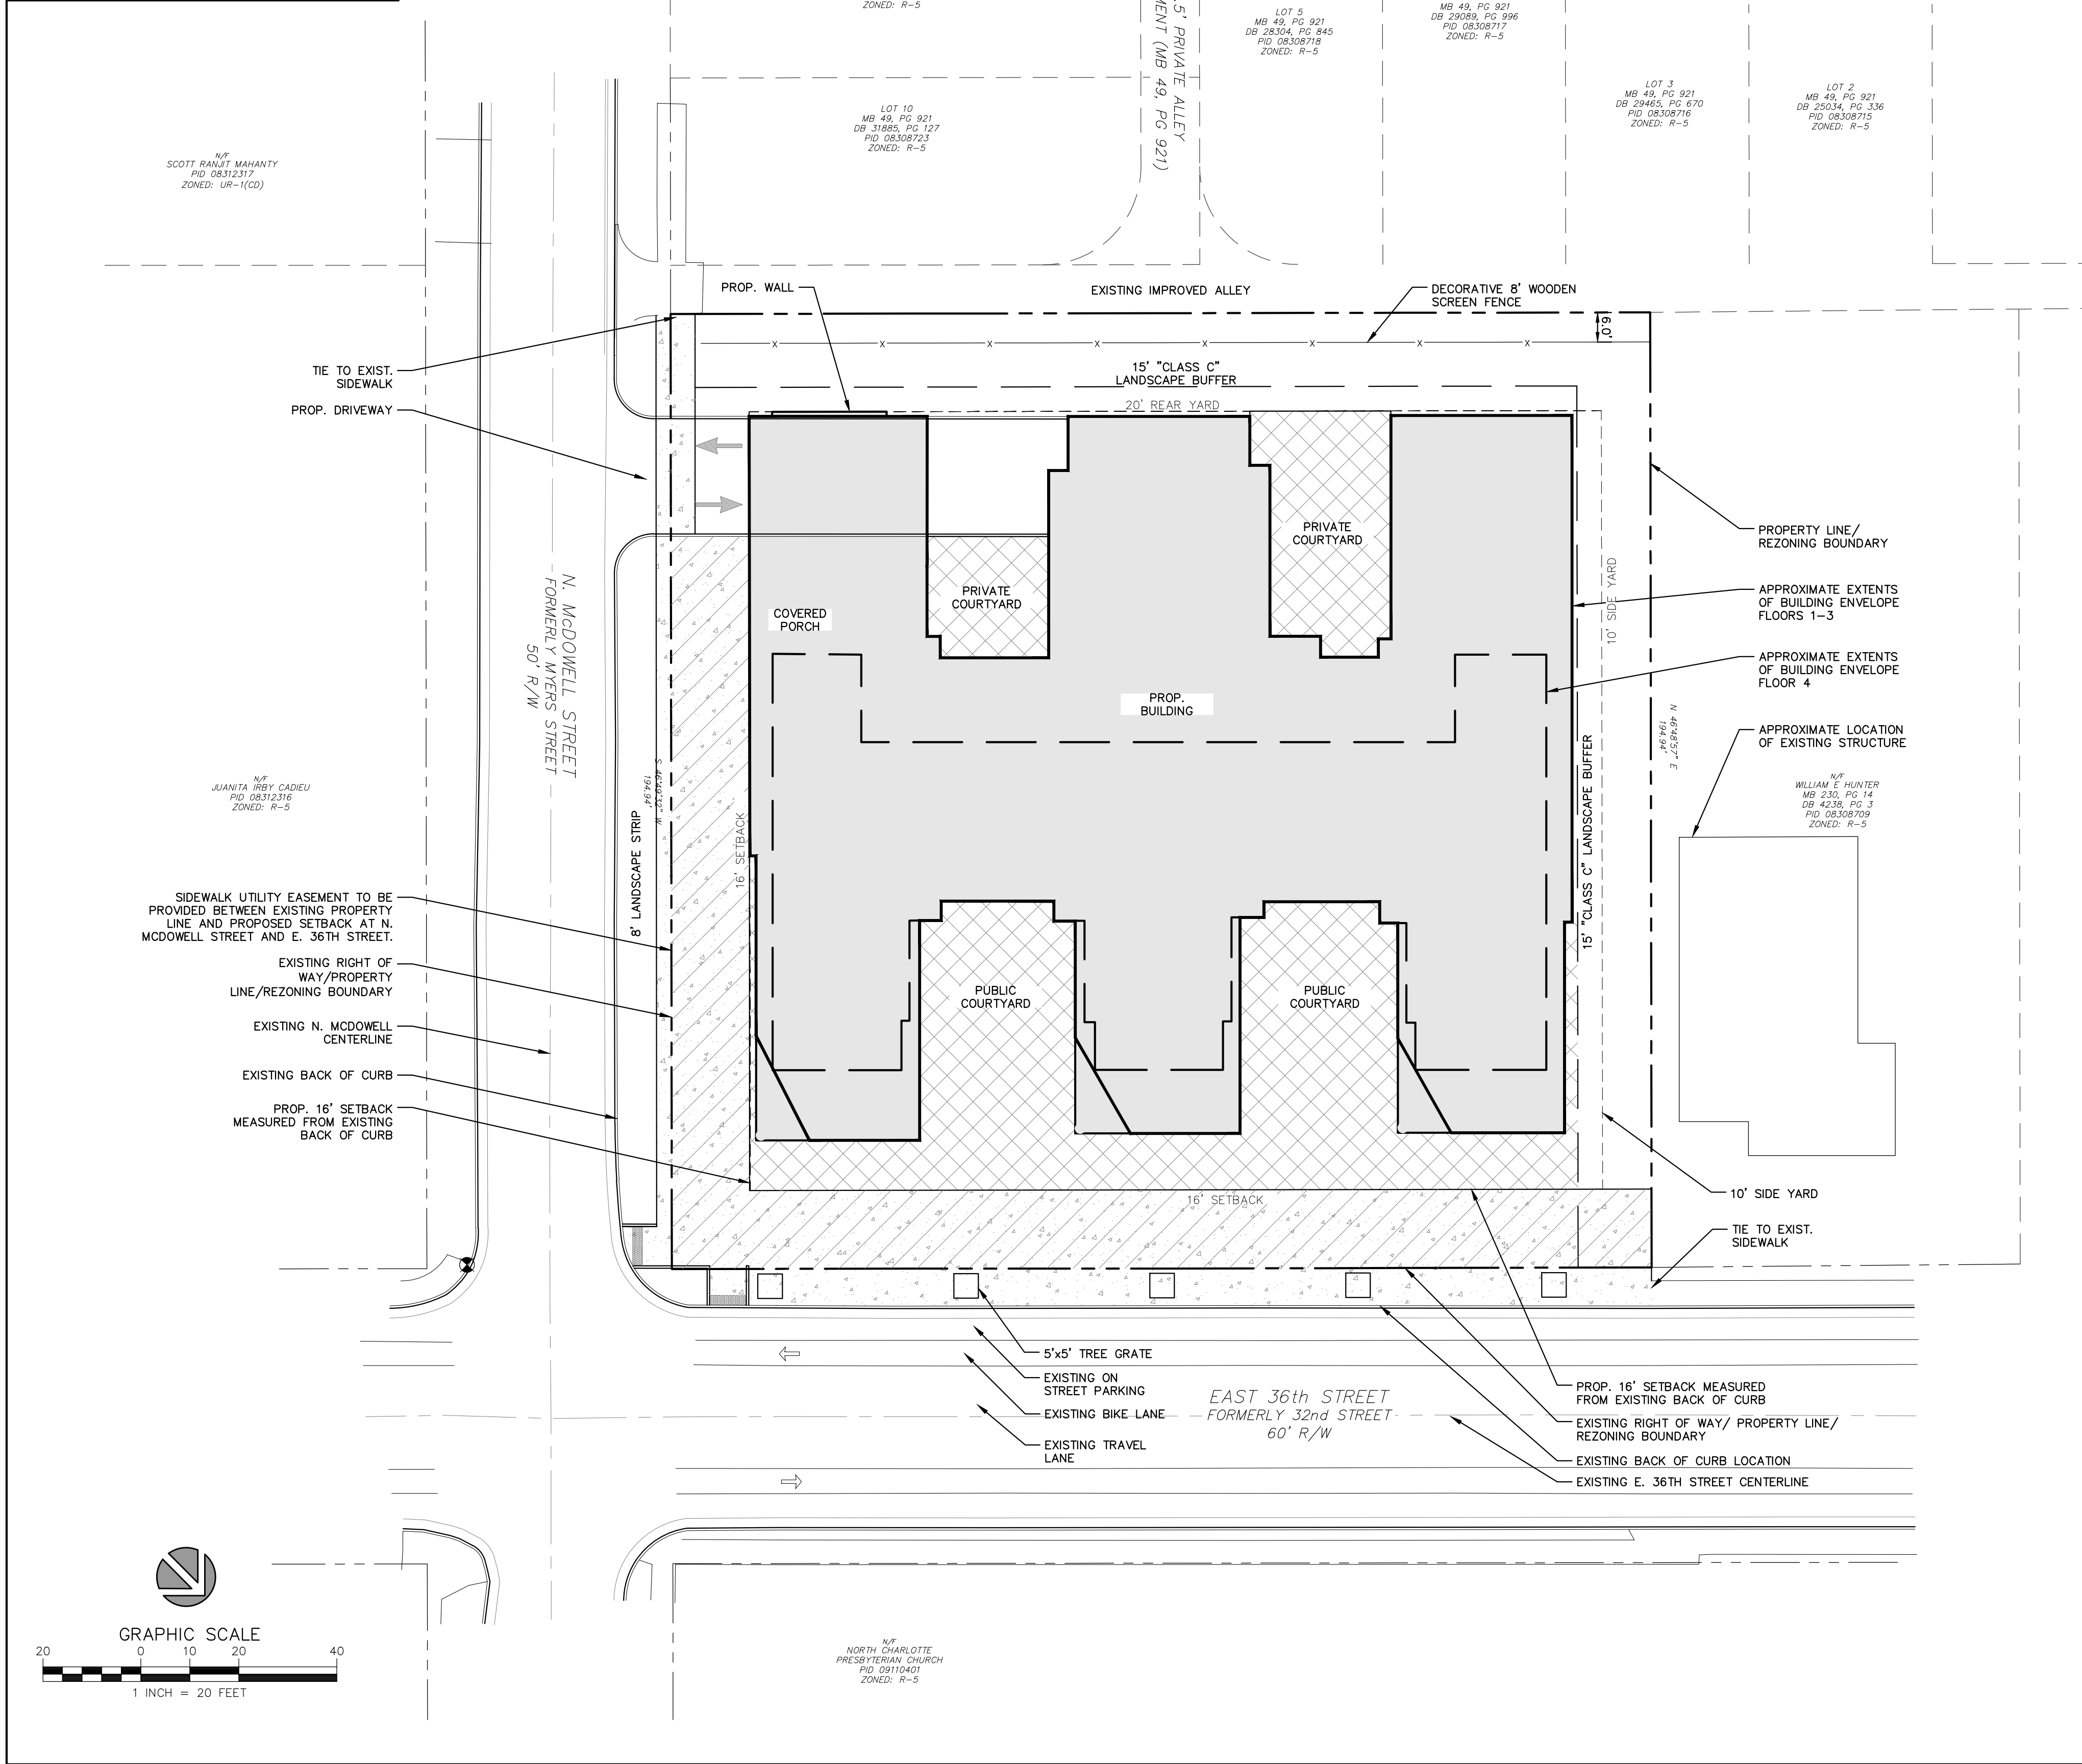 ZONED: R-5
.5' PRIVATE ALLEY
MENT (MB 49, PG 921)
LOT 5
MB 49, PG 921
DB 28304, PG 845
PID 08308718
ZONED: R-5
MB 49, PG 921
DB 29089, PG 996
PID 08308717
ZONED: R-5
LOT 3
MB 49, PG 921
DB 29465, PG 670
PID 08308716
ZONED: R-5
LOT 2
MB 49, PG 921
DB 25034, PG 336
PID 08308715
ZONED: R-5
LOT 10
MB 49, PG 921
DB 31885, PG 127
PID 08308723
ZONED: R-5
N/F
SCOTT RANJIT MAHANTY
PID 08312317
ZONED: UR-1(CD)
PROP. WALL
EXISTING IMPROVED ALLEY
DECORATIVE 8' WOODEN
SCREEN FENCE
6.0'
X X X X X X X X
TIE TO EXIST.
SIDEWALK
15' "CLASS C"
LANDSCAPE BUFFER
PROP. DRIVEWAY
20' REAR YARD
PRIVATE
COURTYARD
PROPERTY LINE/
REZONING BOUNDARY
PRIVATE
COURTYARD
COVERED
PORCH
10' SIDE YARD
APPROXIMATE EXTENTS
OF BUILDING ENVELOPE
FLOORS 1-3
N. McDOWELL STREET
FORMERLY MYERS STREET
50' R/W
APPROXIMATE EXTENTS
OF BUILDING ENVELOPE
FLOOR 4
PROP.
BUILDING
N 46°48'57" E
194.94'
APPROXIMATE LOCATION
OF EXISTING STRUCTURE
N/F
JUANITA IRBY CADIEU
PID 08312316
ZONED: R-5
S 46°49'32" W
194.94'
8' LANDSCAPE STRIP
16' SETBACK
15' "CLASS C" LANDSCAPE BUFFER
N/F
WILLIAM E HUNTER
MB 230, PG 14
DB 4238, PG 3
PID 08308709
ZONED: R-5
SIDEWALK UTILITY EASEMENT TO BE
PROVIDED BETWEEN EXISTING PROPERTY
LINE AND PROPOSED SETBACK AT N.
MCDOWELL STREET AND E. 36TH STREET.
EXISTING RIGHT OF
WAY/PROPERTY
LINE/REZONING BOUNDARY
PUBLIC
COURTYARD
PUBLIC
COURTYARD
EXISTING N. MCDOWELL
CENTERLINE
EXISTING BACK OF CURB
PROP. 16' SETBACK
MEASURED FROM EXISTING
BACK OF CURB
16' SETBACK
10' SIDE YARD
TIE TO EXIST.
SIDEWALK
5'x5' TREE GRATE
EXISTING ON
STREET PARKING
EXISTING BIKE LANE
EXISTING TRAVEL
LANE
EAST 36th STREET
FORMERLY 32nd STREET
60' R/W
PROP. 16' SETBACK MEASURED
FROM EXISTING BACK OF CURB
EXISTING RIGHT OF WAY/ PROPERTY LINE/
REZONING BOUNDARY
EXISTING BACK OF CURB LOCATION
EXISTING E. 36TH STREET CENTERLINE
GRAPHIC SCALE
20 0 10 20 40
1 INCH = 20 FEET
N/F
NORTH CHARLOTTE
PRESBYTERIAN CHURCH
PID 09110401
ZONED: R-5